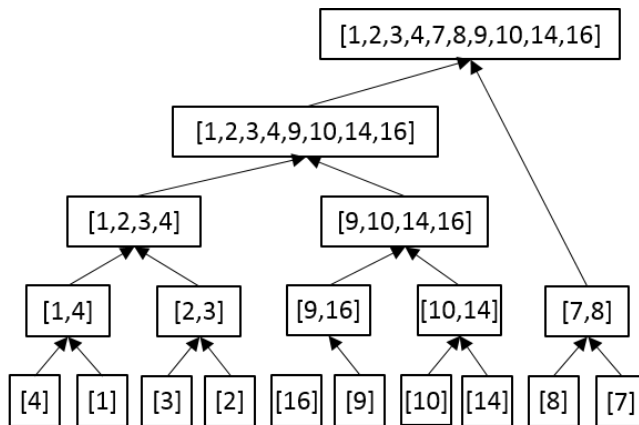 [1,2,3,4,7,8,9,10,14,16]
[1,2,3,4,9,10,14,16]
[1,2,3,4] [9,10,14,16]
[1,4] [2,3] [9,16] [10,14] [7,8]
[4] [1] [3] [2] [16] [9] [10] [14] [8] [7]